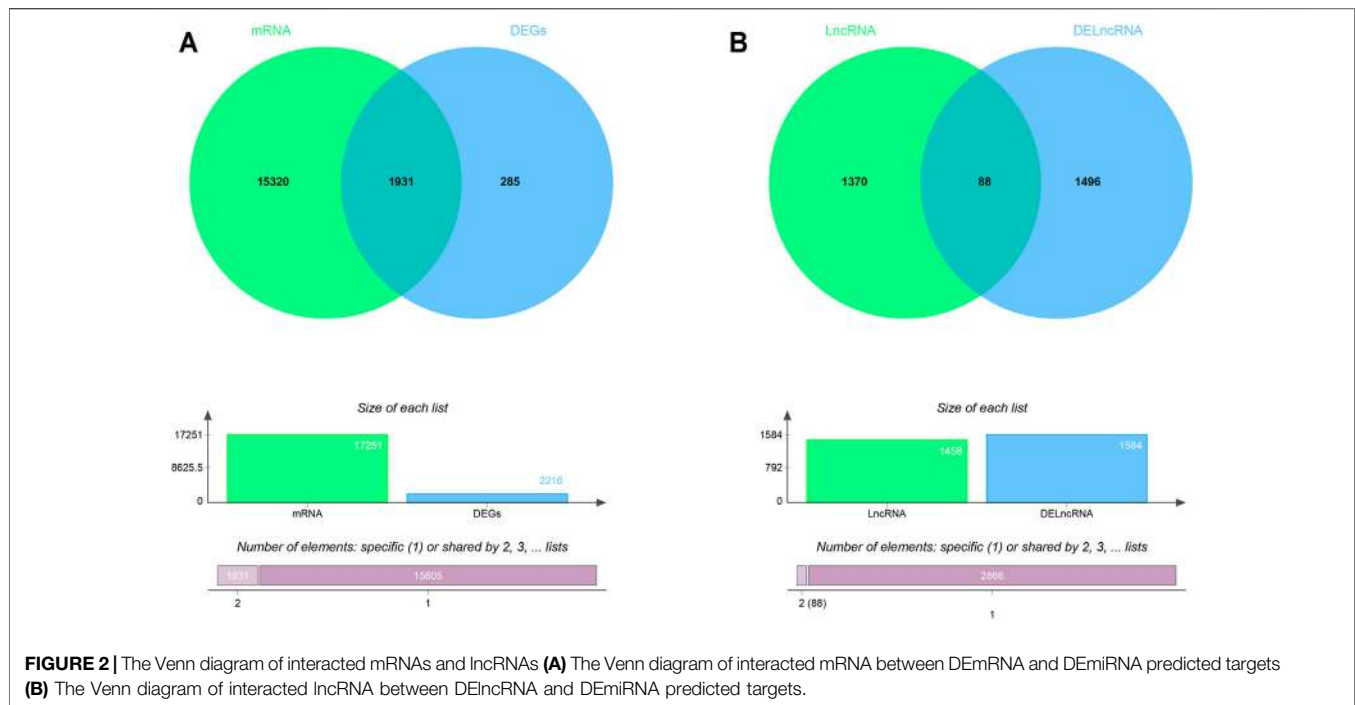 A
mRNA
DEGs
15320
1931
285
Size of each list
17251
8625.5
0
17251
2216
mRNA
DEGs
Number of elements: specific (1) or shared by 2, 3, ... lists
1931
15605
2
1
B
LncRNA
DELncRNA
1370
88
1496
Size of each list
1584
792
0
1458
1584
LncRNA
DELncRNA
Number of elements: specific (1) or shared by 2, 3, ... lists
2866
2 (88)
1
FIGURE 2 | The Venn diagram of interacted mRNAs and lncRNAs (A) The Venn diagram of interacted mRNA between DEmRNA and DEmiRNA predicted targets
(B) The Venn diagram of interacted lncRNA between DElncRNA and DEmiRNA predicted targets.